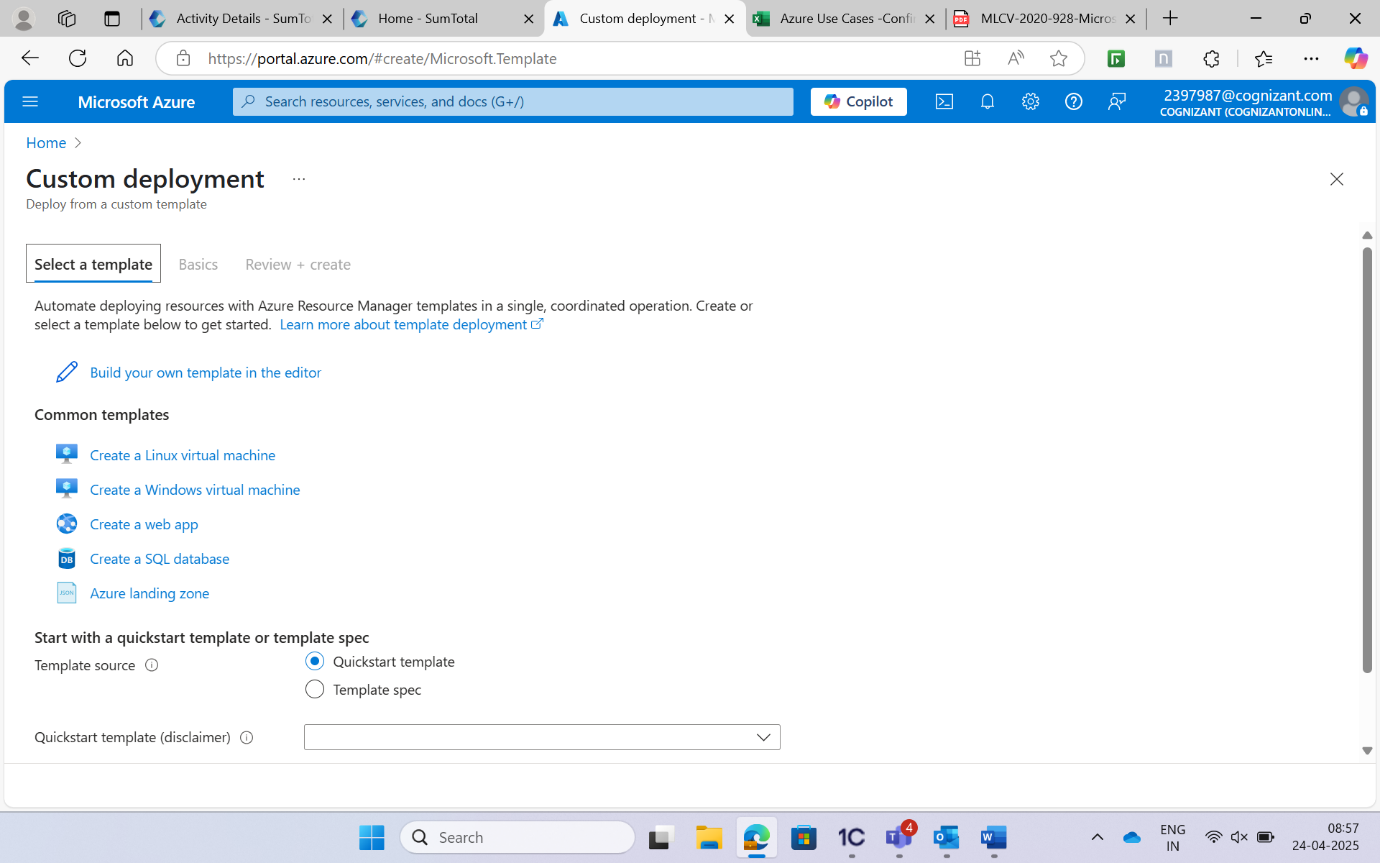 Activity Details - SumTo
Home - SumTotal
Custom deployment - M
Azure Use Cases -Confi
PDF
MLCV-2020-928-Micros
https://portal.azure.com/#create/Microsoft.Template
Microsoft Azure
Search resources, services, and docs (G+/)
Copilot
2397987@cognizant.com
COGNIZANT (COGNIZANTONLIN...
Home
Custom deployment ...
Deploy from a custom template
Select a template
Basics
Review + create
Automate deploying resources with Azure Resource Manager templates in a single, coordinated operation. Create or
select a template below to get started. Learn more about template deployment
Build your own template in the editor
Common templates
Create a Linux virtual machine
Create a Windows virtual machine
Create a web app
DB Create a SQL database
JSON Azure landing zone
Start with a quickstart template or template spec
Template source
Quickstart template
Template spec
Quickstart template (disclaimer)
Search
1C
4
ENG
IN
08:57
24-04-2025